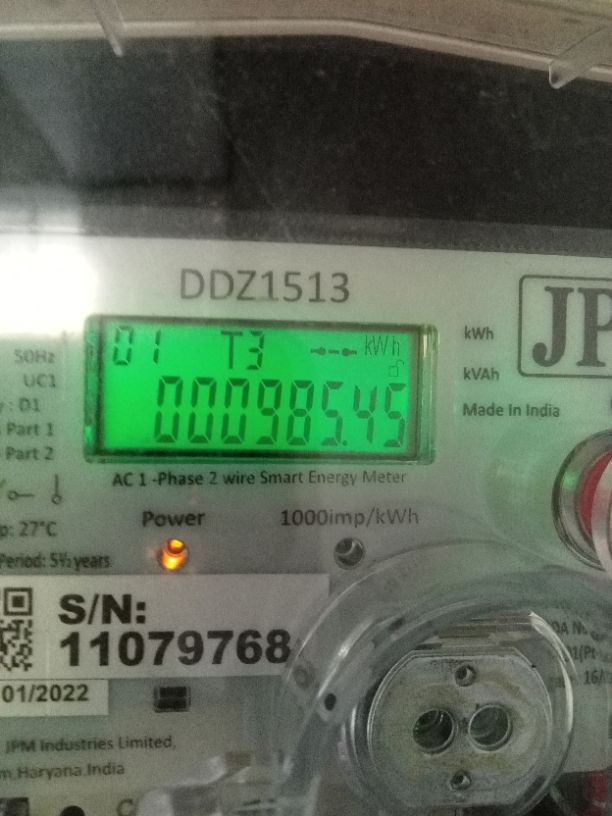 DDZ1513
01 T3 kWh
000985.45
50Hz
UC1
: D1
Part 1
Part 2
: 27°C
Period: 5½ years
kWh
kVAh
JP
Made In India
AC 1 -Phase 2 wire Smart Energy Meter
Power
1000imp/kWh
S/N:
11079768
01/2022
JPM Industries Limited,
Haryana,India